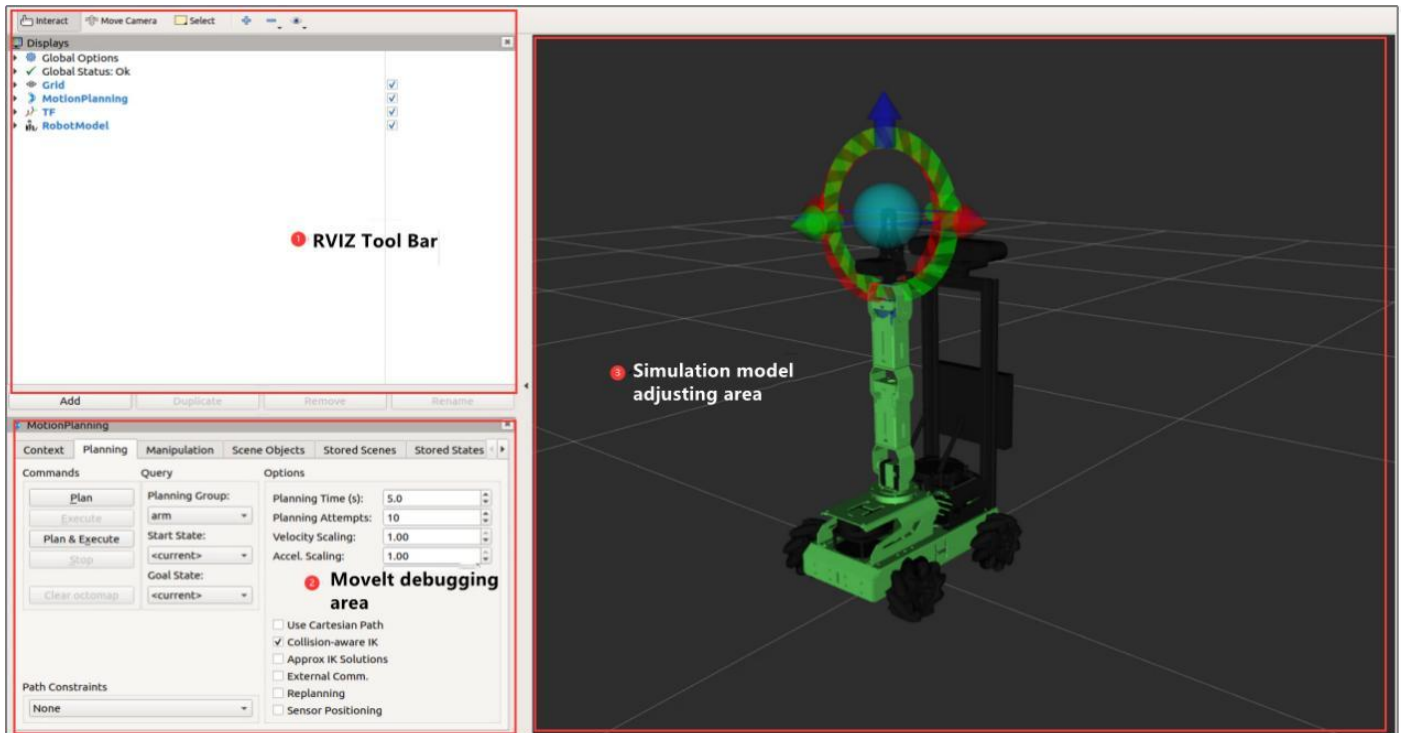 Interact Move Camera Select
Displays
Global Options
Global Status: Ok
Grid
MotionPlanning
TF
RobotModel
1 RVIZ Tool Bar
Add Duplicate Remove Rename
MotionPlanning
Context Planning Manipulation Scene Objects Stored Scenes Stored States
Commands
Plan
Execute
Plan & Execute
Stop
Clear octomap
Query
Planning Group:
arm
Start State:
<current>
Goal State:
<current>
Options
Planning Time (s): 5.0
Planning Attempts: 10
Velocity Scaling: 1.00
Accel. Scaling: 1.00
2 MoveIt debugging
area
Use Cartesian Path
Collision-aware IK
Approx IK Solutions
External Comm.
Replanning
Sensor Positioning
Path Constraints
None
3 Simulation model
adjusting area